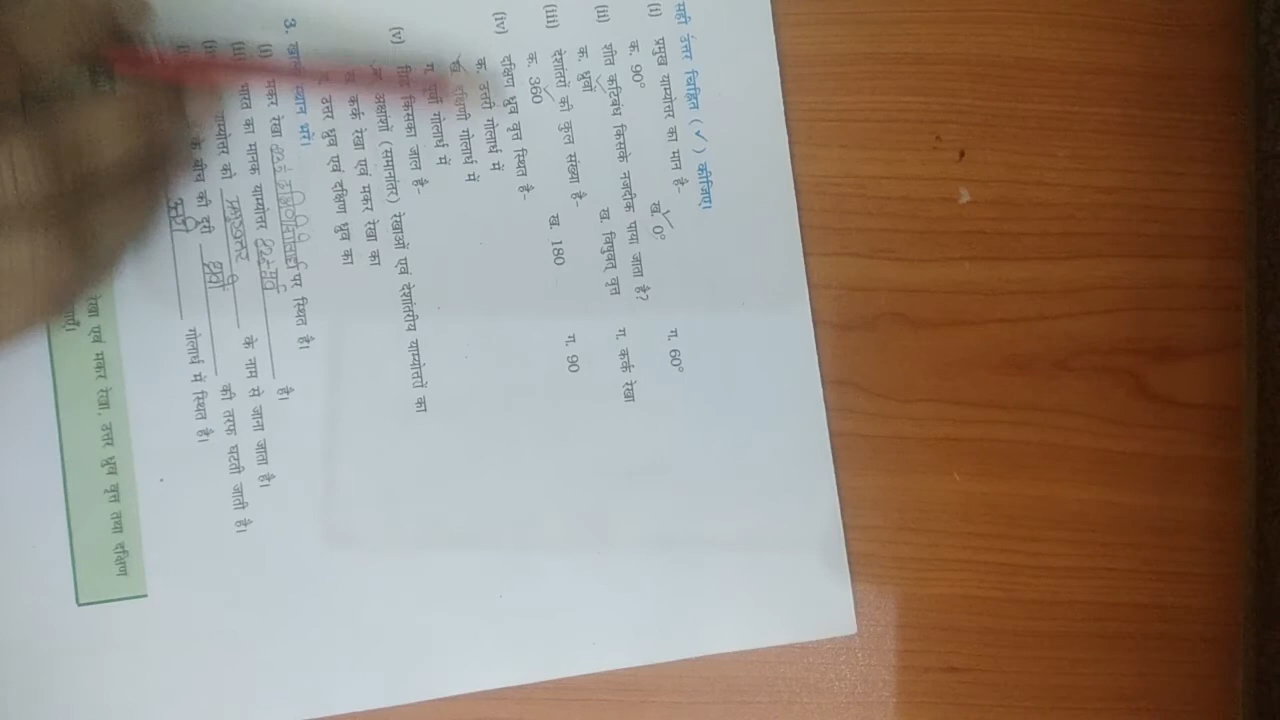 सही उत्तर चिह्नित (✓) कीजिए।
(i) प्रमुख याम्योत्तर का मान है-
क. 90° ख. 0° ग. 60°
(ii) शीत कटिबंध किसके नजदीक पाया जाता है?
क. ध्रुवों ख. विषुवत् वृत्त ग. कर्क रेखा
(iii) देशांतरों की कुल संख्या है-
क. 360 ख. 180 ग. 90
(iv) दक्षिण ध्रुव वृत्त स्थित है-
क. उत्तरी गोलार्ध में
ख. दक्षिणी गोलार्ध में
ग. पूर्वी गोलार्ध में
(v) ग्रिड किसका जाल है-
अक्षांशों (समानांतर) रेखाओं एवं देशांतरीय याम्योत्तरों का
कर्क रेखा एवं मकर रेखा का
उत्तर ध्रुव एवं दक्षिण ध्रुव का
3. स्थान भरें।
(i) मकर रेखा पर स्थित है।
(ii) भारत का मानक याम्योत्तर है।
याम्योत्तर को के नाम से जाना जाता है।
के बीच की दूरी ध्रुवों की तरफ घटती जाती है।
गोलार्ध में स्थित है।
रेखा एवं मकर रेखा, उत्तर ध्रुव वृत्त तथा दक्षिण